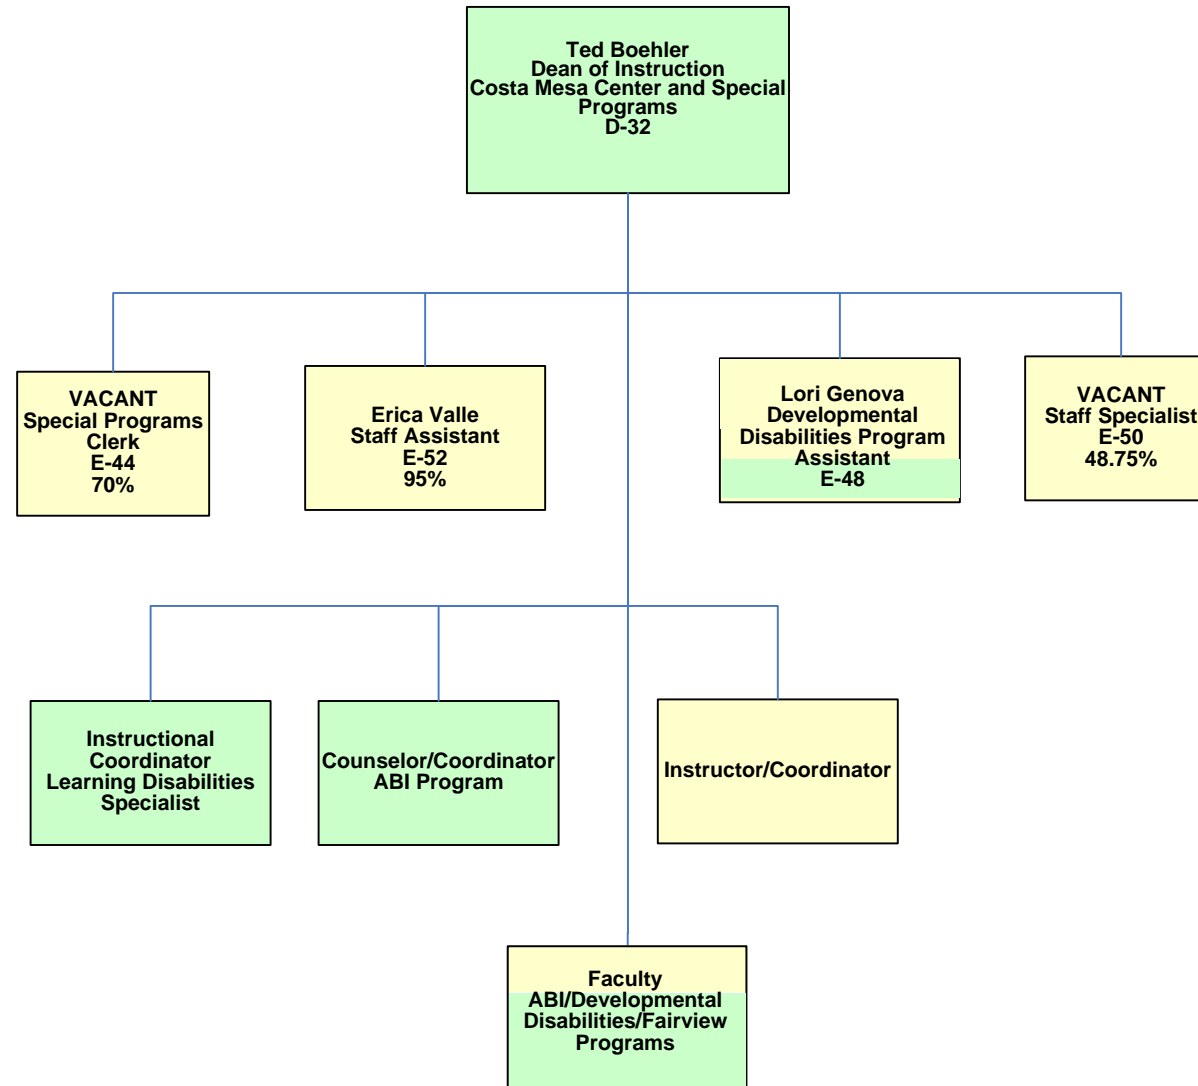 Ted Boehler
Dean of Instruction
Costa Mesa Center and Special
Programs
D-32
VACANT
Special Programs
Clerk
E-44
70%
Erica Valle
Staff Assistant
E-52
95%
Lori Genova
Developmental
Disabilities Program
Assistant
E-48
VACANT
Staff Specialist
E-50
48.75%
Instructional
Coordinator
Learning Disabilities
Specialist
Counselor/Coordinator
ABI Program
Instructor/Coordinator
Faculty
ABI/Developmental
Disabilities/Fairview
Programs